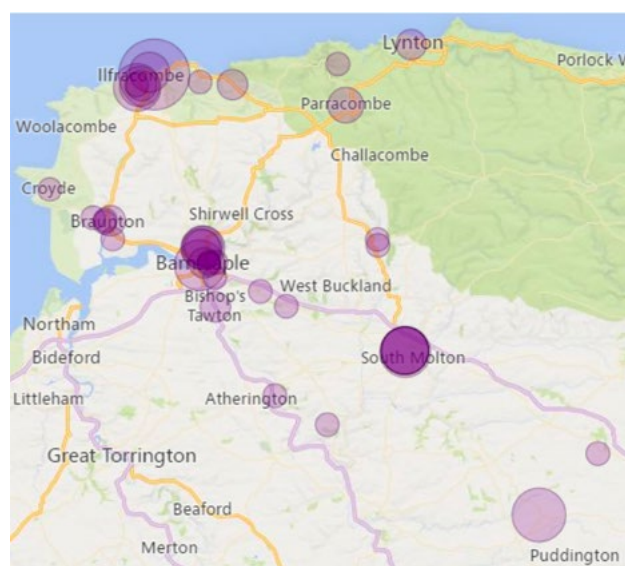 Lynton
Ilfracombe
Porlock W
Parracombe
Woolacombe
Challacombe
Croyde
Shirwell Cross
Braunton
Barnstaple
West Buckland
Bishop's
Tawton
Northam
Bideford
South Molton
Littleham
Atherington
Great Torrington
Beaford
Merton
Puddington